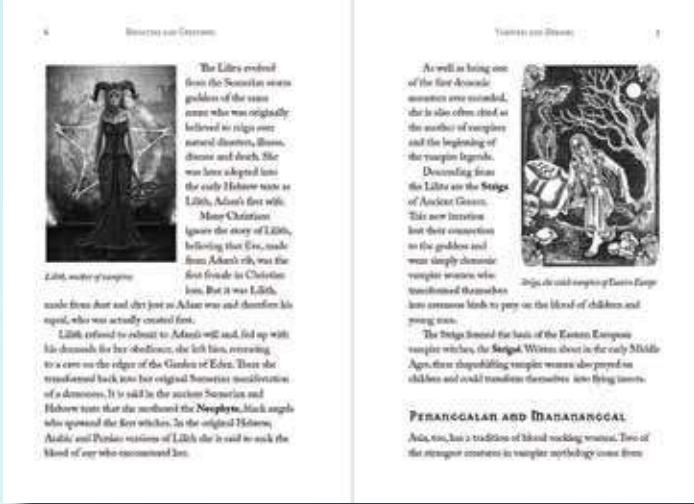 6
Monsters and Creatures
The Lilitu evolved
from the Sumerian storm
goddess of the same
name who was originally
believed to reign over
natural disasters, illness,
disease and death. She
was later adopted into
the early Hebrew texts as
Lilith, Adam's first wife.
Many Christians
ignore the story of Lilith,
believing that Eve, made
from Adam's rib, was the
first female in Christian
lore. But it was Lilith,
made from dust and dirt just as Adam was and therefore his
equal, who was actually created first.
Lilith refused to submit to Adam's will and, fed up with
his demands for her obedience, she left him, retreating
to a cave on the edges of the Garden of Eden. There she
transformed back into her original Sumerian manifestation
of a demoness. It is said in the ancient Sumerian and
Hebrew texts that she mothered the Neophyte, black angels
who spawned the first witches. In the original Hebrew,
Arabic and Persian versions of Lilith she is said to suck the
blood of any who encountered her.
Lilith, mother of vampires
Vampires and Demons
7
As well as being one
of the first demonic
monsters ever recorded,
she is also often cited as
the mother of vampires
and the beginning of
the vampire legends.
Descending from
the Lilitu are the Striga
of Ancient Greece.
This new iteration
lost their connection
to the goddess and
were simply demonic
vampire women who
transformed themselves
into ravenous birds to prey on the blood of children and
young men.
Striga, the witch vampires of Eastern Europe
The Striga formed the basis of the Eastern European
vampire witches, the Strigoi. Written about in the early Middle
Ages, these shapeshifting vampire women also preyed on
children and could transform themselves into flying insects.
Penanggalan and Manananggal
Asia, too, has a tradition of blood sucking women. Two of
the strangest creatures in vampire mythology come from